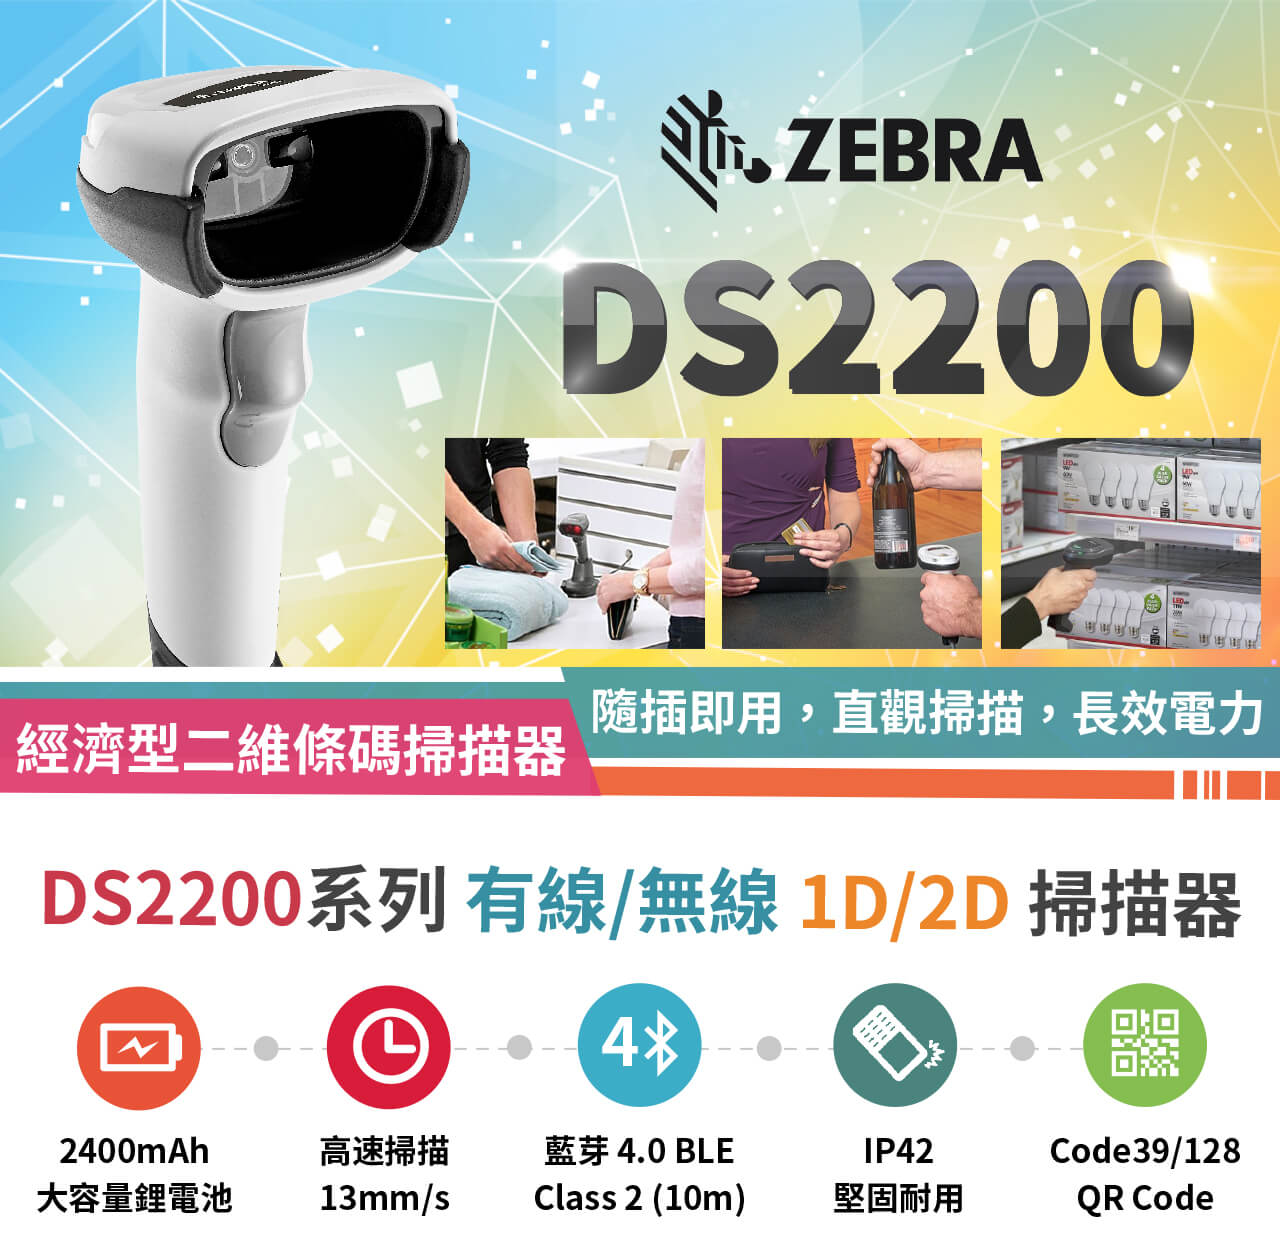 ZEBRA
DS2200
經濟型二維條碼掃描器
隨插即用，直觀掃描，長效電力
DS2200系列 有線/無線 1D/2D 掃描器
4
2400mAh
大容量鋰電池
高速掃描
13mm/s
藍芽 4.0 BLE
Class 2 (10m)
IP42
堅固耐用
Code39/128
QR Code